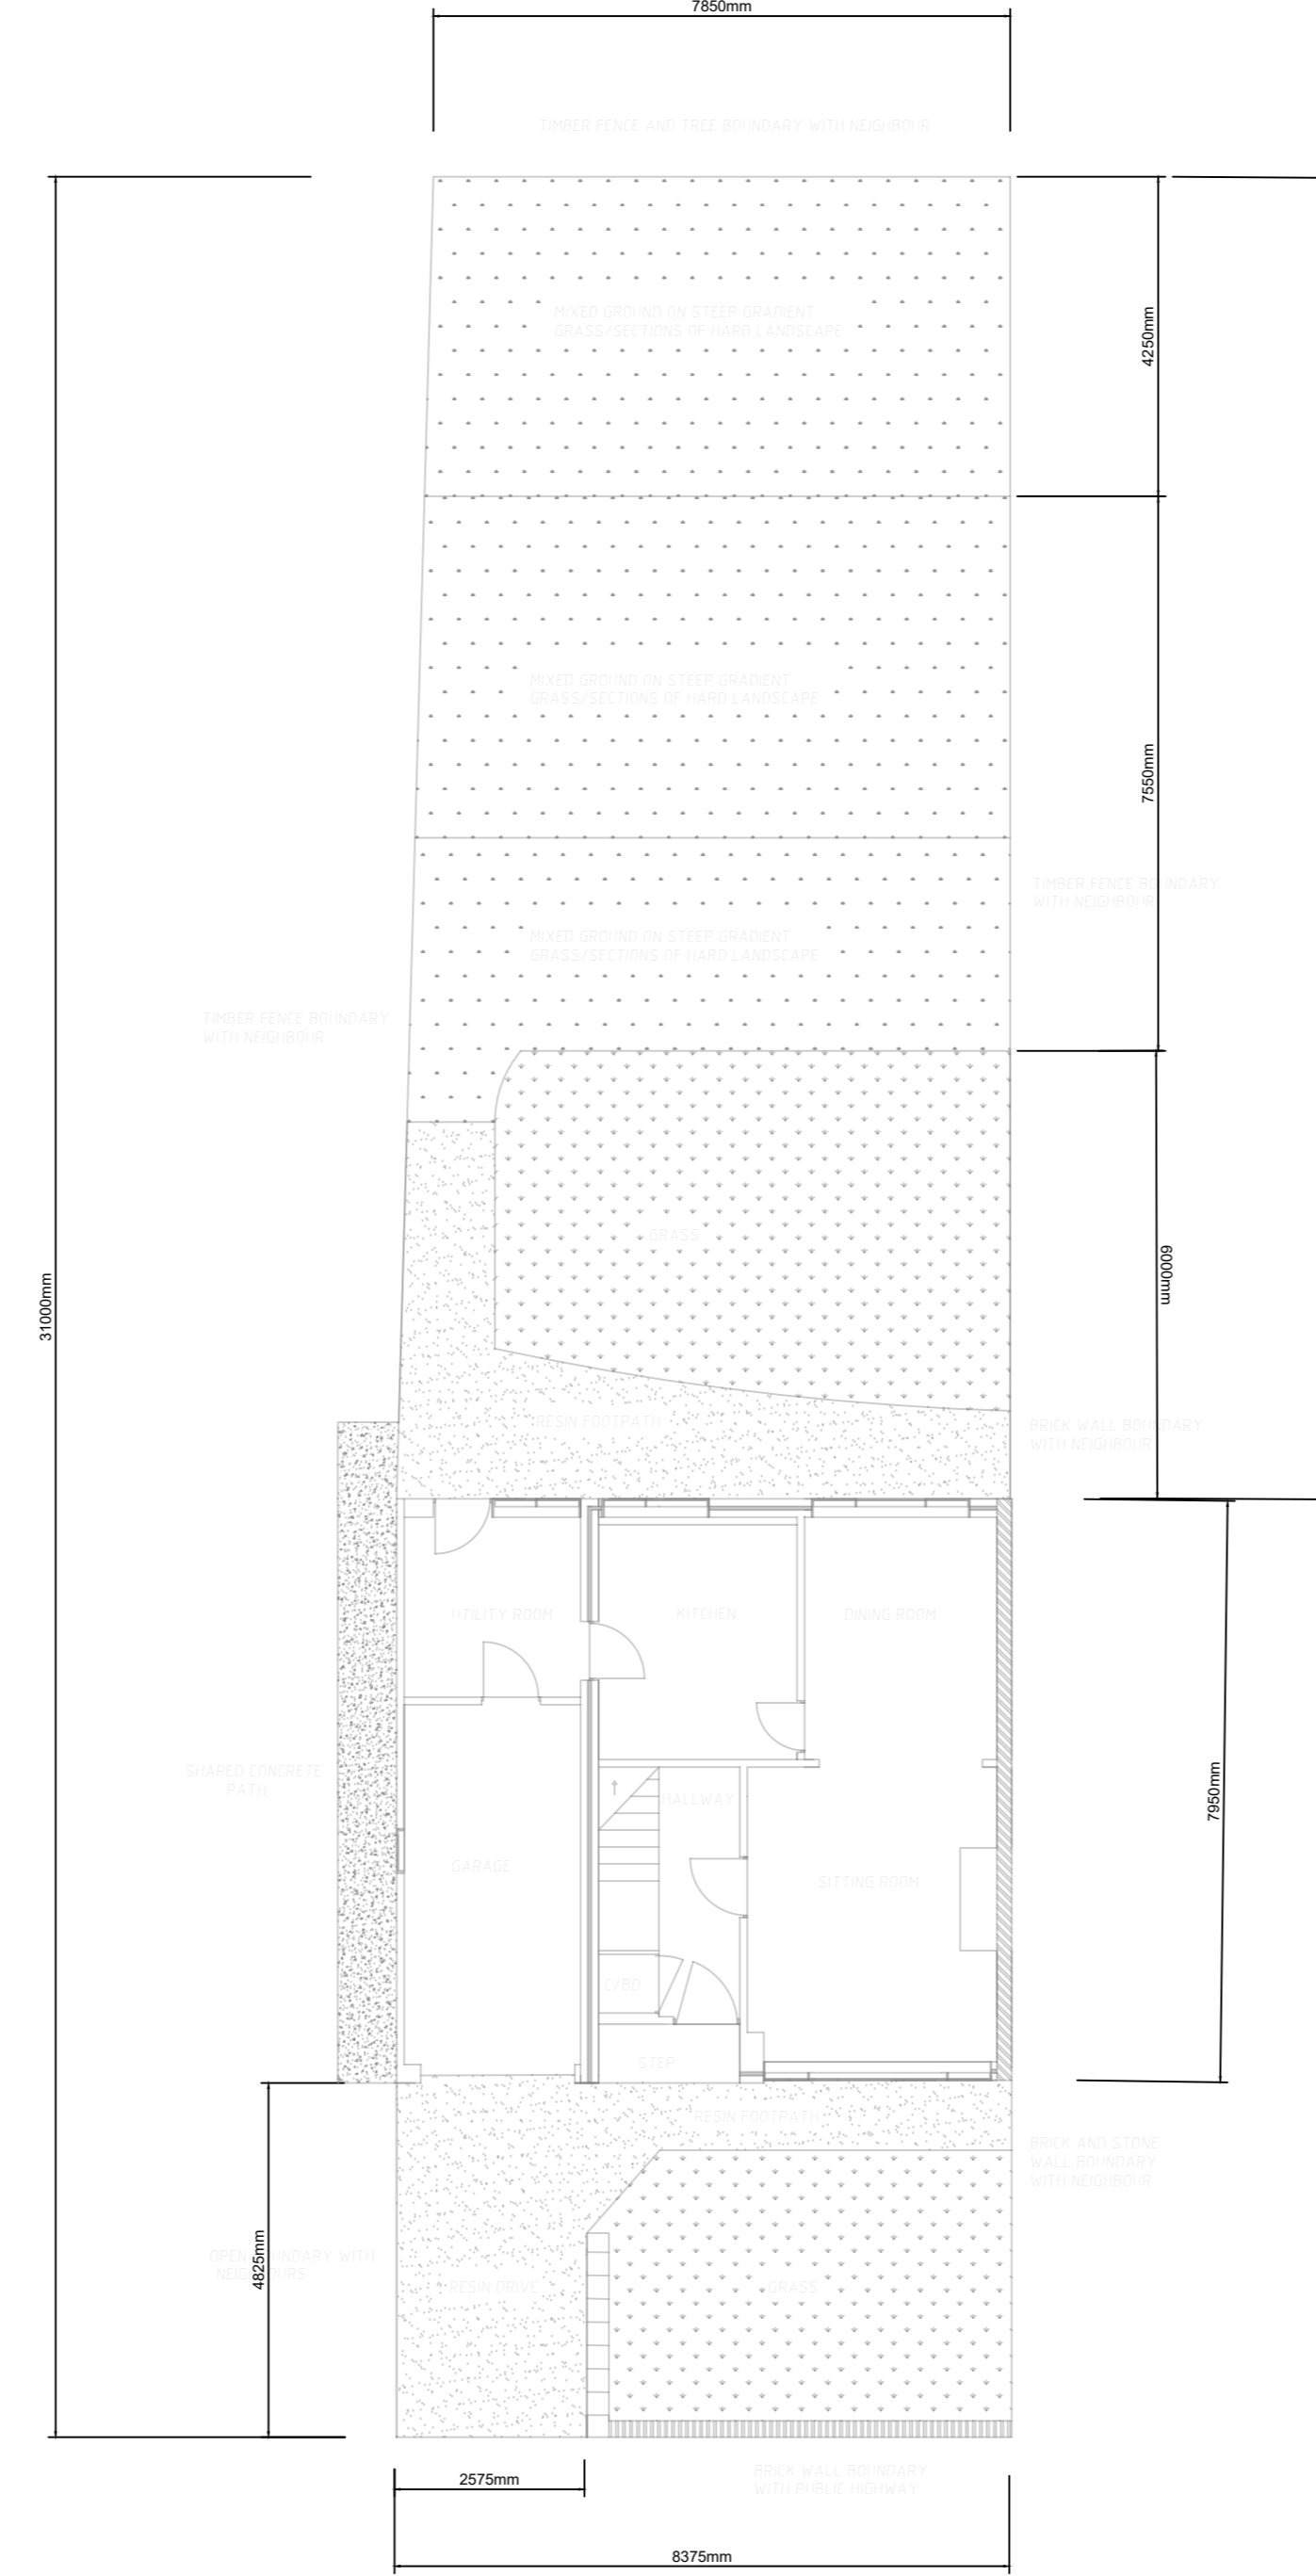 7850mm
TIMBER FENCE AND TREE BOUNDARY WITH NEIGHBOUR
MIXED GROUND ON STEEP GRADIENT
GRASS/SECTIONS OF HARD LANDSCAPE
4250mm
MIXED GROUND ON STEEP GRADIENT
GRASS/SECTIONS OF HARD LANDSCAPE
7550mm
TIMBER FENCE BOUNDARY
WITH NEIGHBOUR
MIXED GROUND ON STEEP GRADIENT
GRASS/SECTIONS OF HARD LANDSCAPE
TIMBER FENCE BOUNDARY
WITH NEIGHBOUR
GRASS
6000mm
31000mm
RESIN FOOTPATH
BRICK WALL BOUNDARY
WITH NEIGHBOUR
UTILITY ROOM
KITCHEN
DINING ROOM
SHARED CONCRETE
PATH
HALLWAY
7950mm
GARAGE
SITTING ROOM
C/BD
STEP
RESIN FOOTPATH
BRICK AND STONE
WALL BOUNDARY
WITH NEIGHBOUR
OPEN BOUNDARY WITH
NEIGHBOURS
4825mm
RESIN DRIVE
GRASS
BRICK WALL BOUNDARY
WITH PUBLIC HIGHWAY
2575mm
8375mm